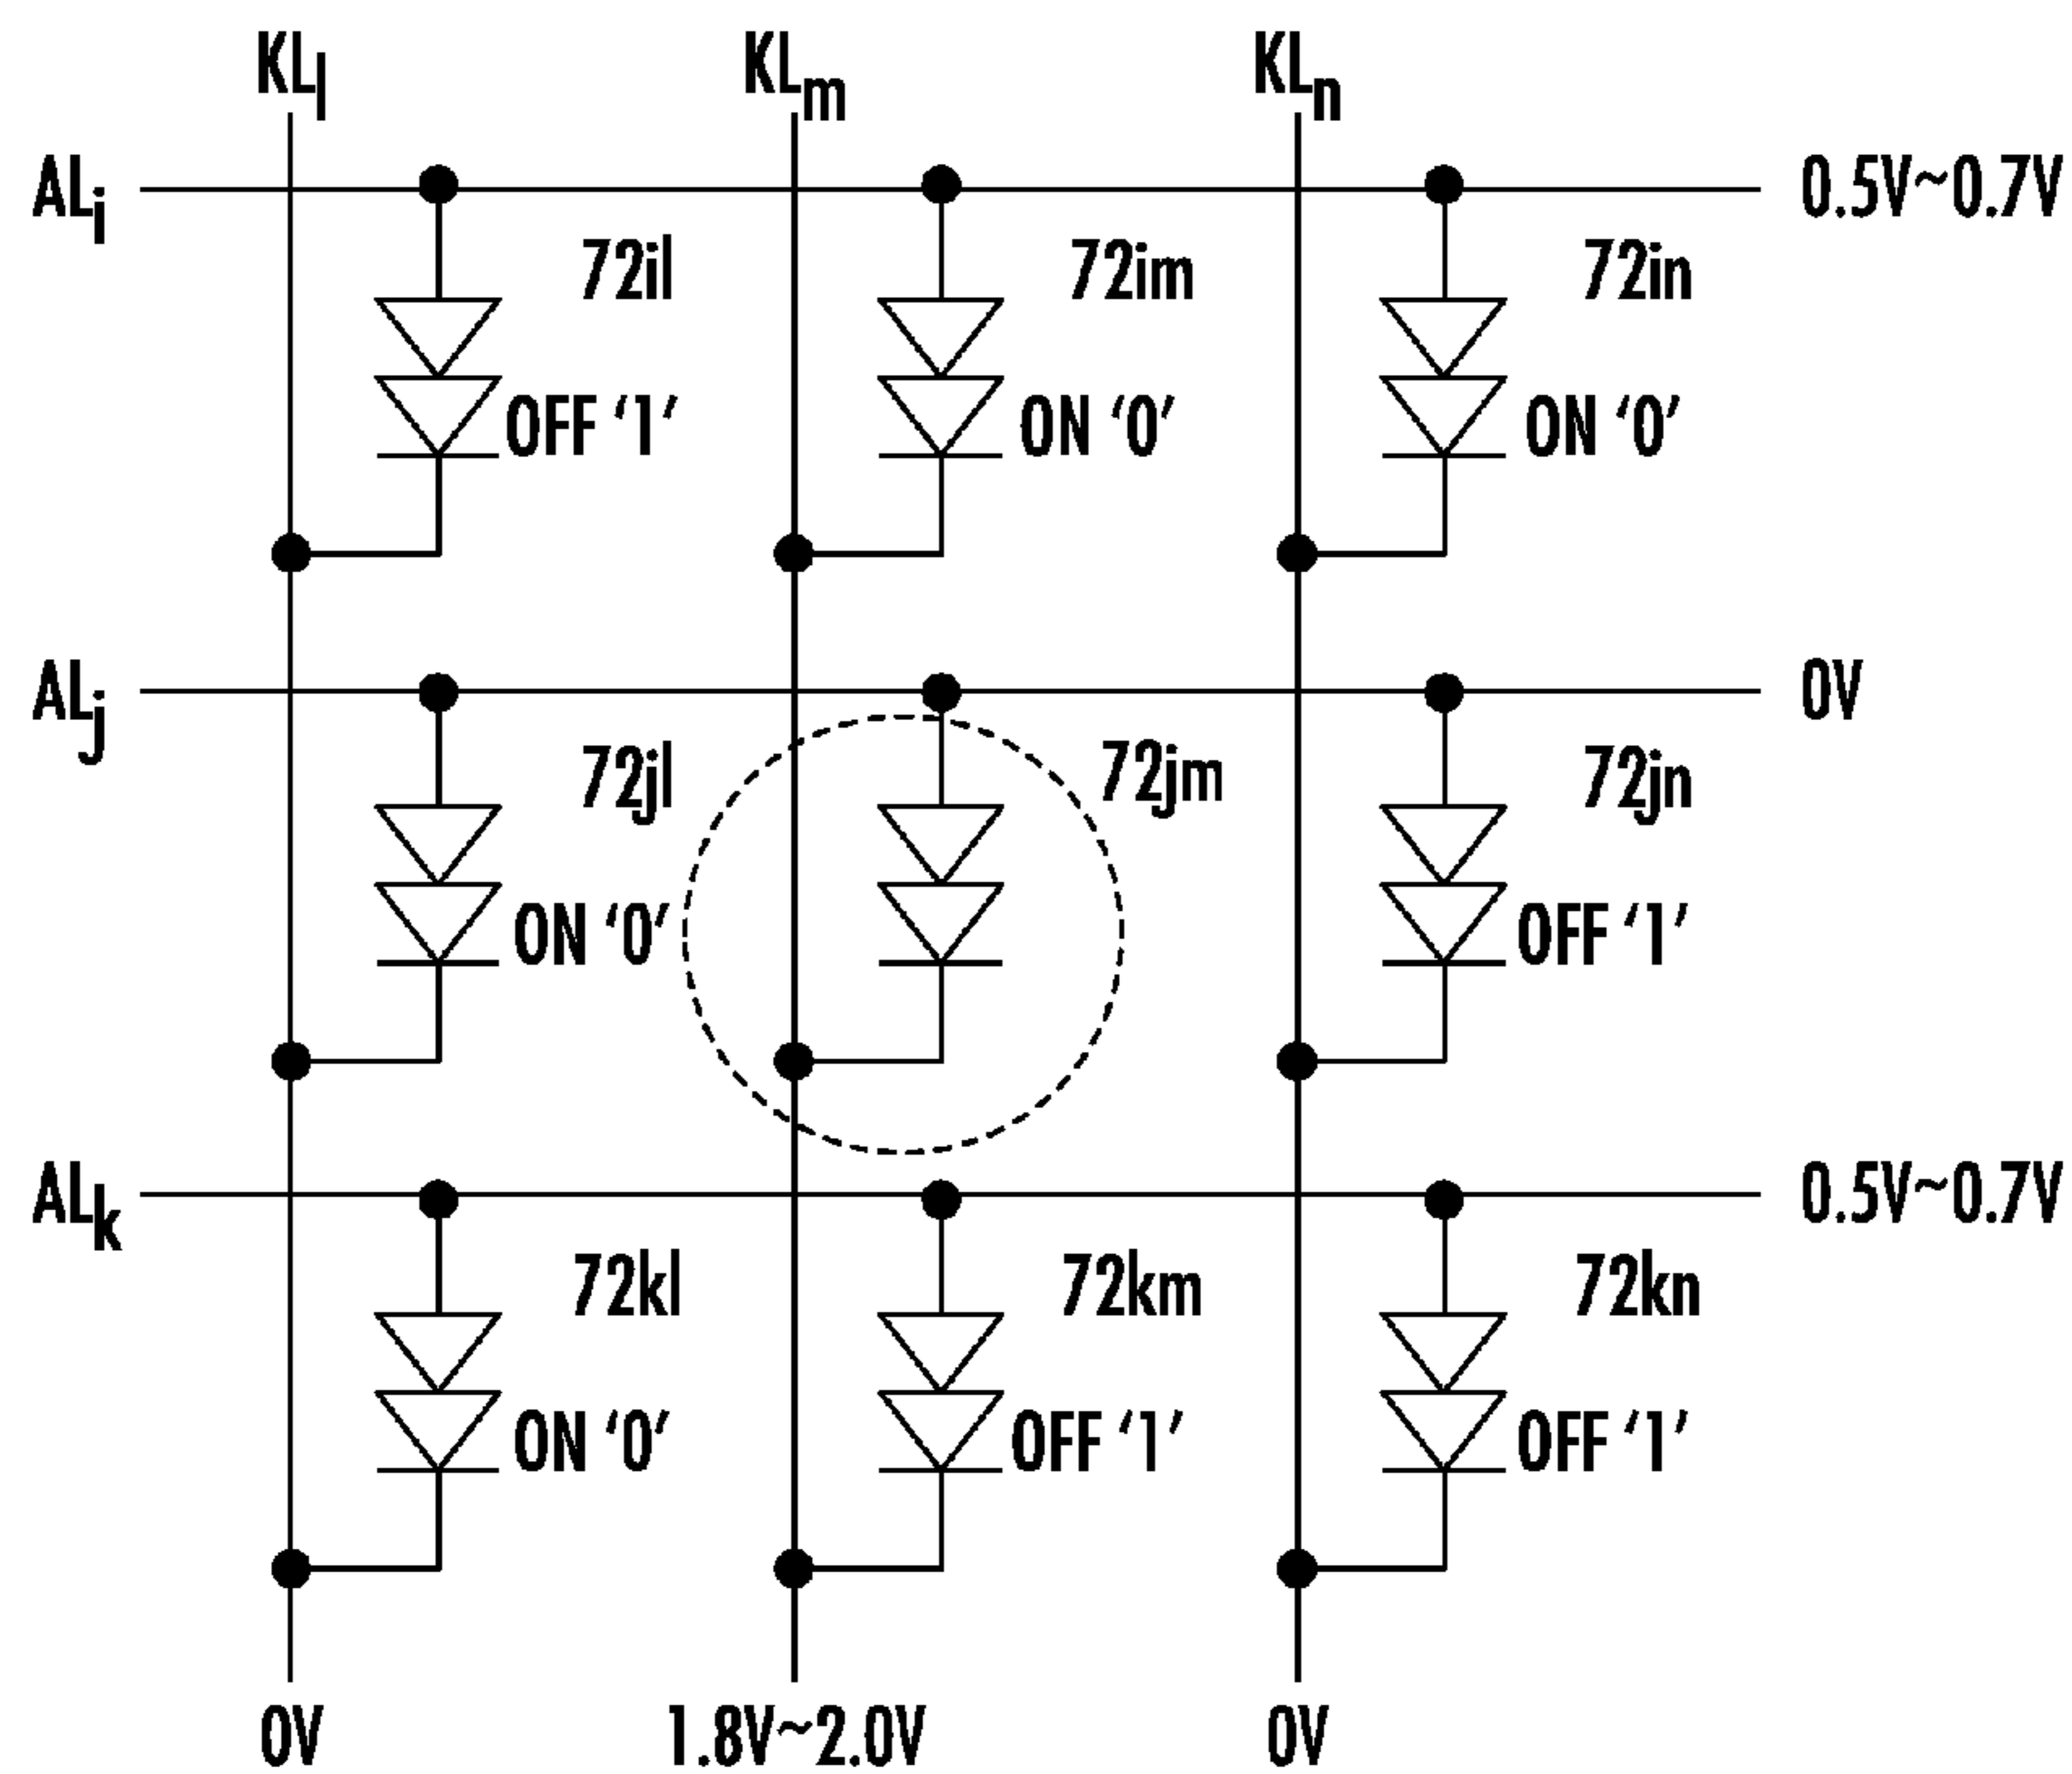 KLl KLm KLn
ALi 0.5V~0.7V
72il 72im 72in
OFF '1' ON '0' ON '0'
ALj 0V
72jl 72jm 72jn
ON '0' OFF '1'
ALk 0.5V~0.7V
72kl 72km 72kn
ON '0' OFF '1' OFF '1'
0V 1.8V~2.0V 0V